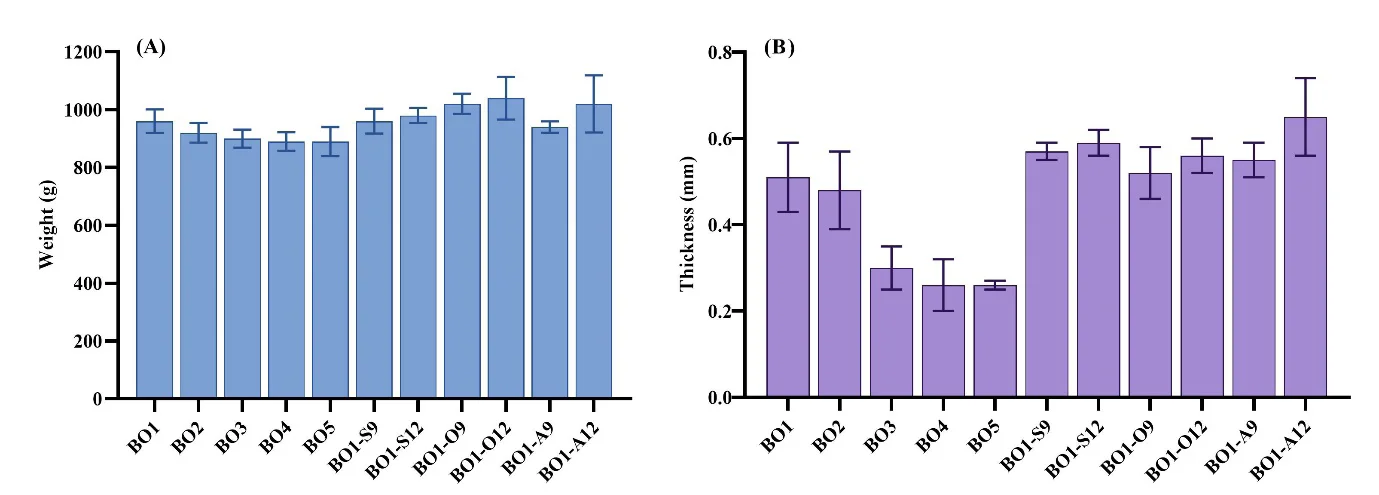 (A)
Weight (g)
1200
1000
800
600
400
200
0
BO1
BO2
BO3
BO4
BO5
BO1-S9
BO1-S12
BO1-O9
BO1-O12
BO1-A9
BO1-A12
(B)
Thickness (mm)
0.8
0.6
0.4
0.2
0.0
BO1
BO2
BO3
BO4
BO5
BO1-S9
BO1-S12
BO1-O9
BO1-O12
BO1-A9
BO1-A12